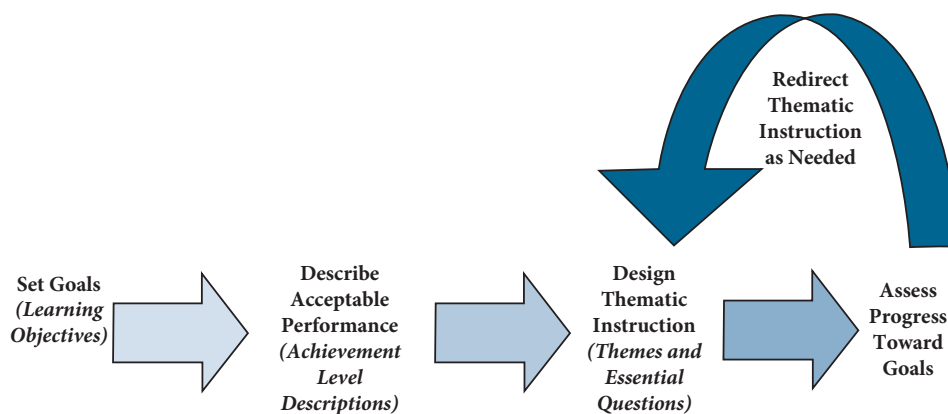 Redirect
Thematic
Instruction
as Needed
Set Goals
(Learning
Objectives)
Describe
Acceptable
Performance
(Achievement
Level
Descriptions)
Design
Thematic
Instruction
(Themes and
Essential
Questions)
Assess
Progress
Toward
Goals